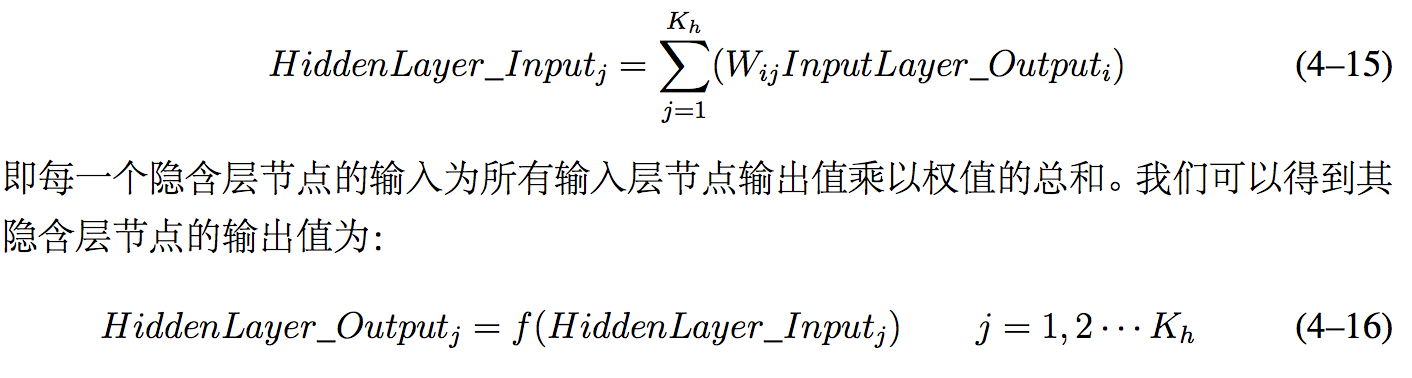 HiddenLayer_Input_j = \sum_{j=1}^{K_h} (W_{ij} InputLayer_Output_i) (4–15)
即每一个隐含层节点的输入为所有输入层节点输出值乘以权值的总和。我们可以得到其
隐含层节点的输出值为：
HiddenLayer_Output_j = f(HiddenLayer_Input_j) j = 1, 2 ⋯ K_h (4–16)